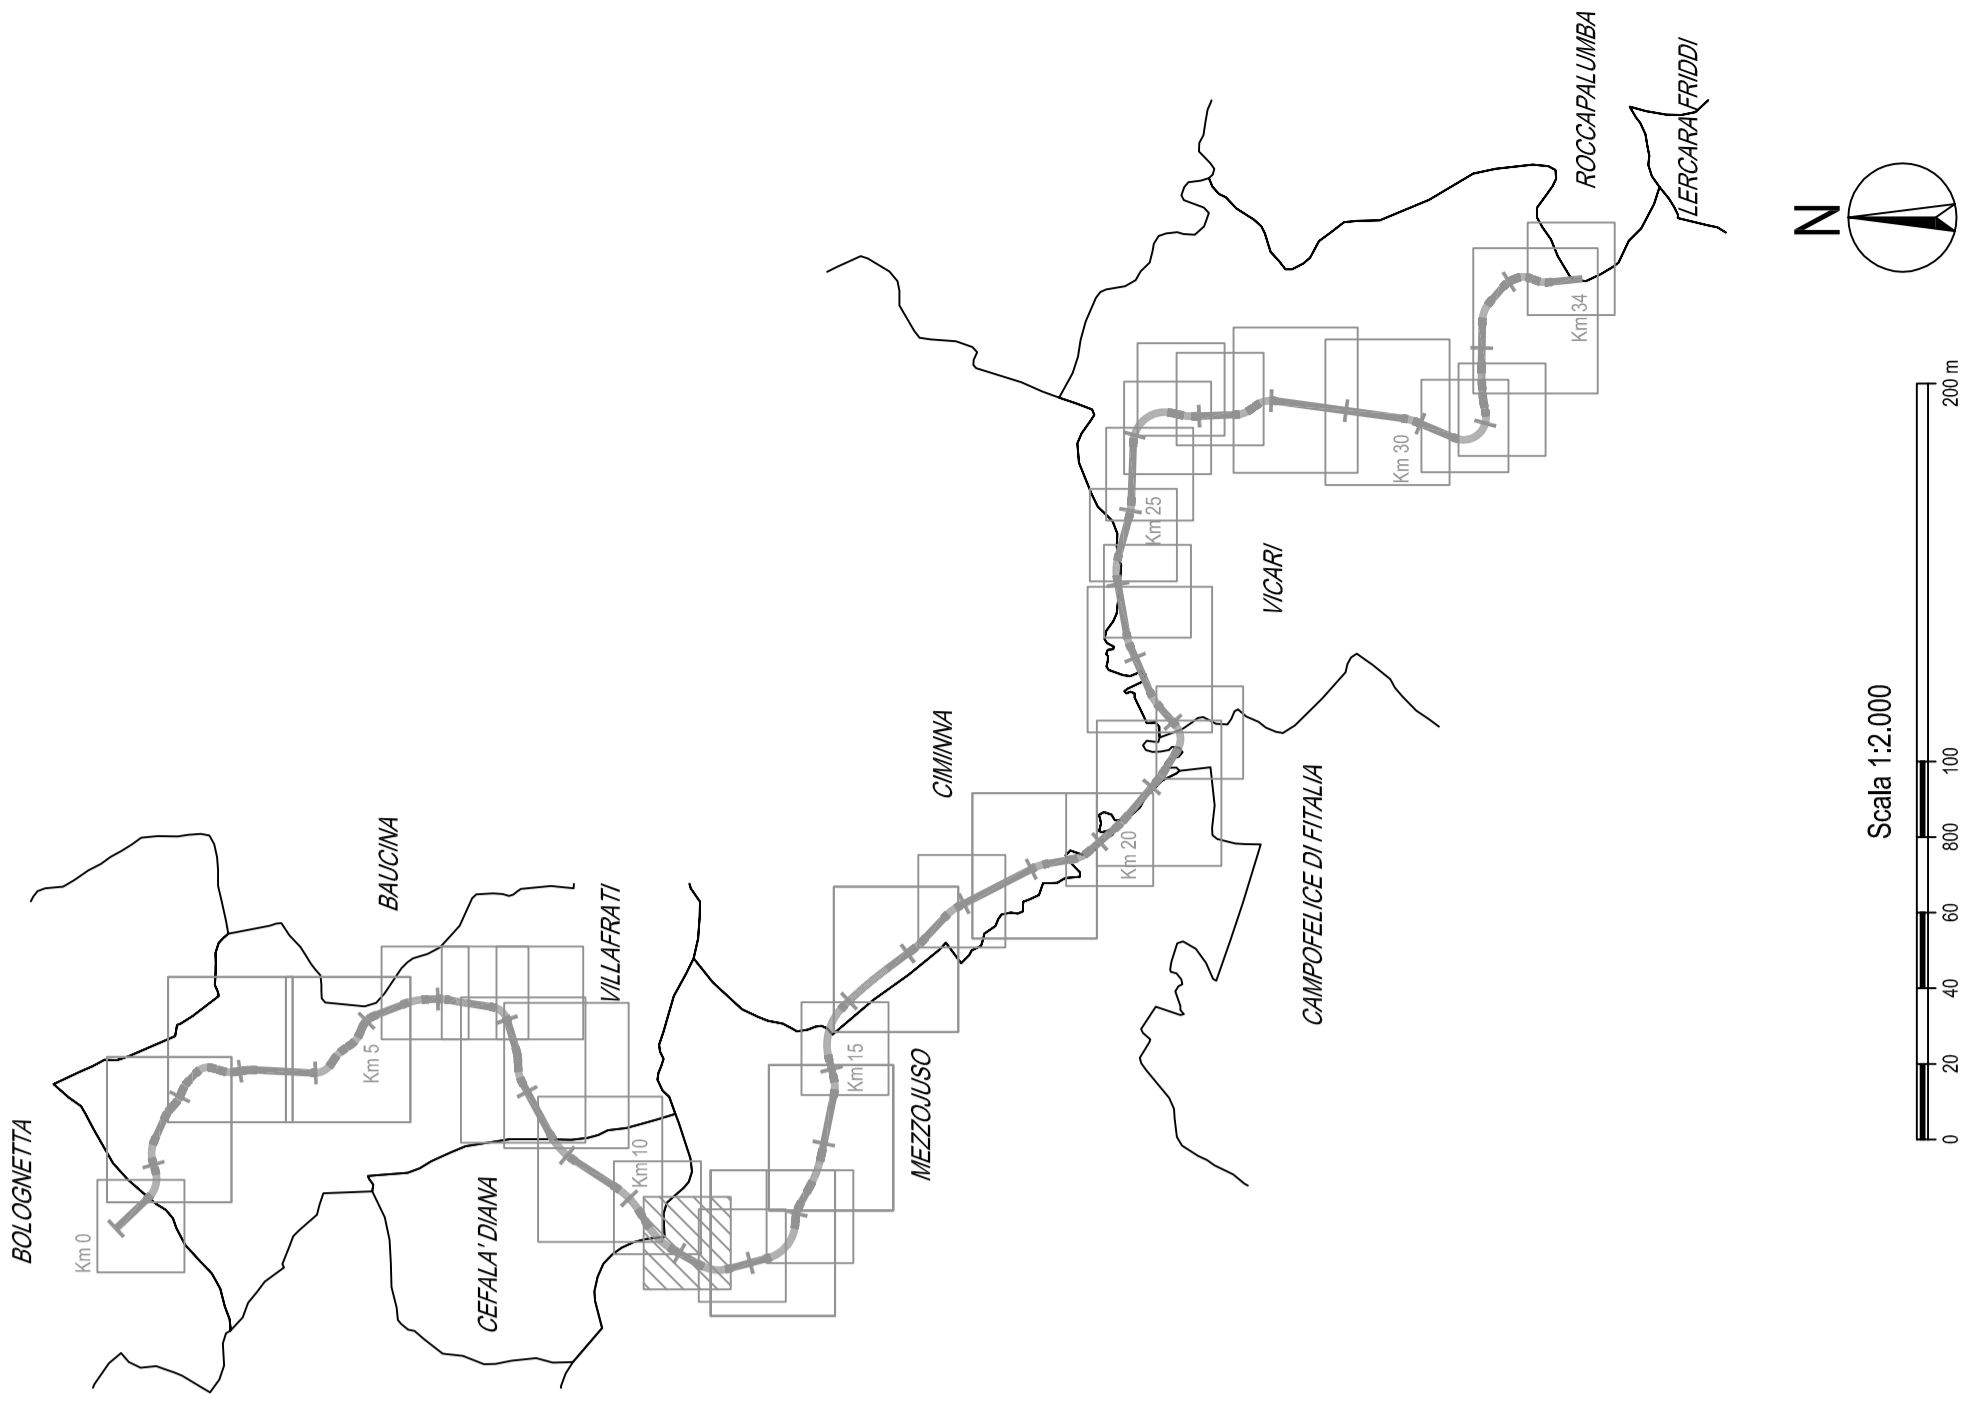 BOLOGNETTA
Km 0
BAUCINA
Km 5
CEFALA' DIANA
VILLAFRATI
Km 10
MEZZOJUSO
Km 15
CIMINNA
Km 20
CAMPOFELICE DI FITALIA
VICARI
Km 25
Km 30
Km 34
ROCCAPALUMBA
LERCARA FRIDDI
N
Scala 1:2.000
0
20
40
60
800
100
200 m